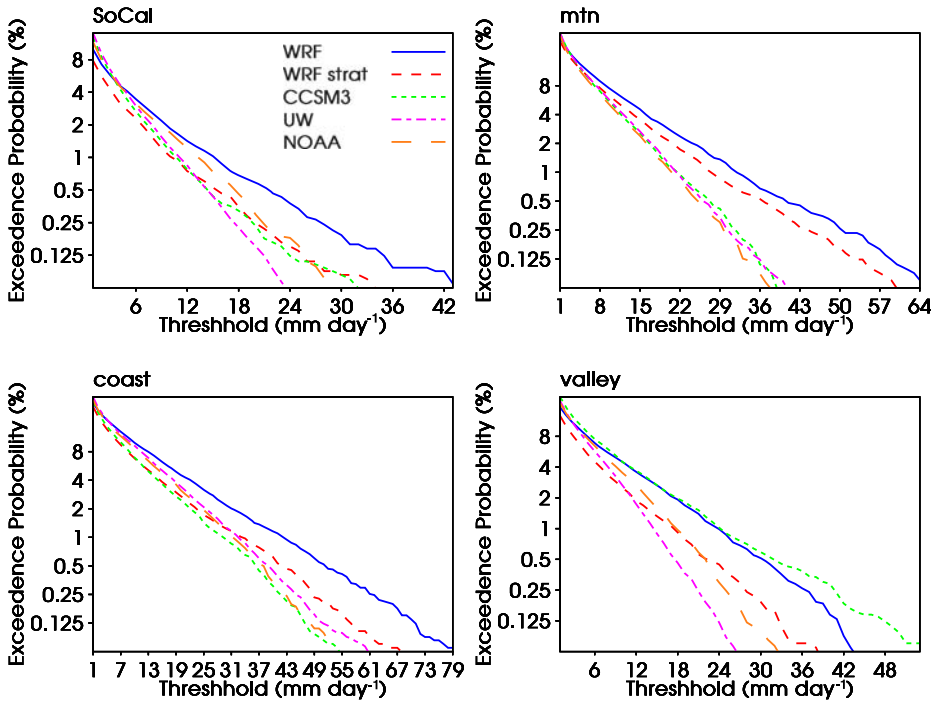 SoCal
Exceedence Probability (%)
8
4
2
1
0.5
0.25
0.125
WRF
WRF strat
CCSM3
UW
NOAA
6 12 18 24 30 36 42
Threshhold (mm day-1)
mtn
Exceedence Probability (%)
8
4
2
1
0.5
0.25
0.125
1 8 15 22 29 36 43 50 57 64
Threshhold (mm day-1)
coast
Exceedence Probability (%)
8
4
2
1
0.5
0.25
0.125
1 7 13 19 25 31 37 43 49 55 61 67 73 79
Threshhold (mm day-1)
valley
Exceedence Probability (%)
8
4
2
1
0.5
0.25
0.125
6 12 18 24 30 36 42 48
Threshhold (mm day-1)